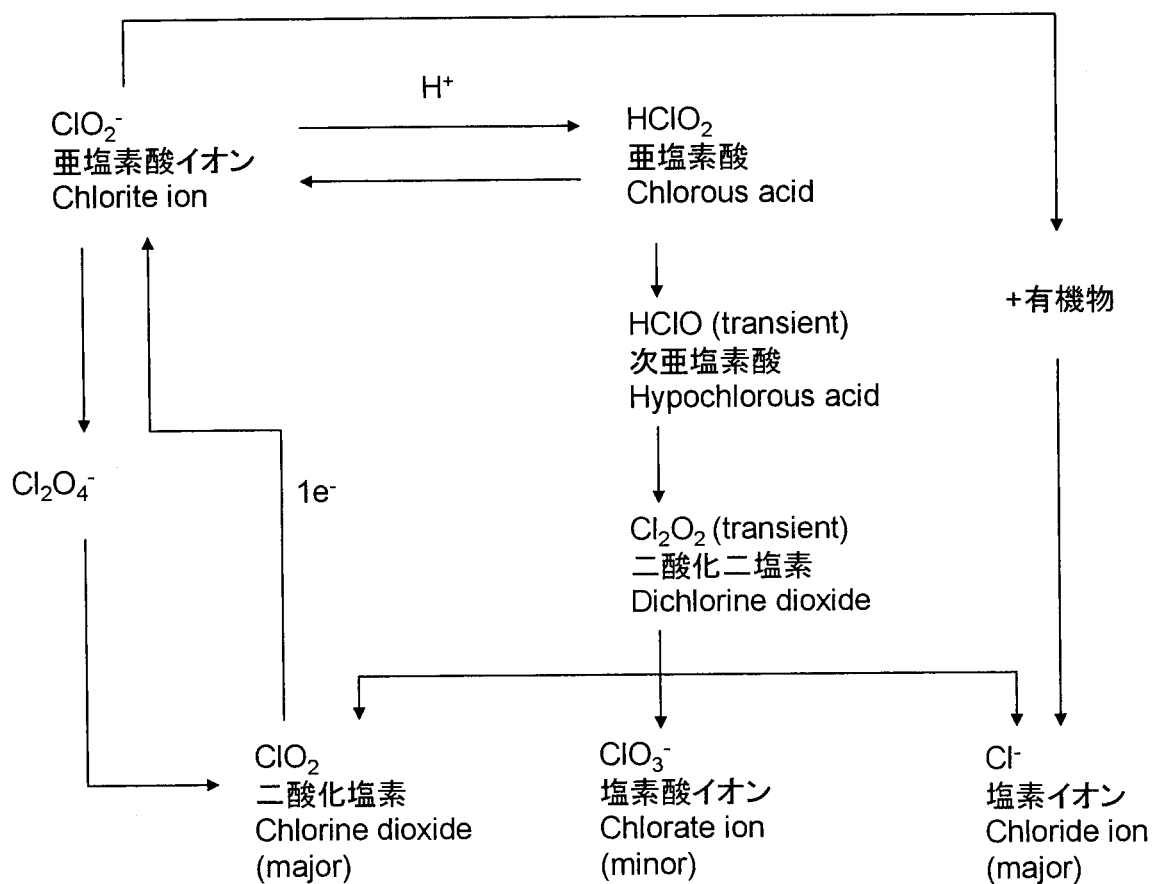 H⁺
ClO₂⁻
亜塩素酸イオン
Chlorite ion
HClO₂
亜塩素酸
Chlorous acid
+有機物
HClO (transient)
次亜塩素酸
Hypochlorous acid
Cl₂O₄⁻
1e⁻
Cl₂O₂ (transient)
二酸化二塩素
Dichlorine dioxide
ClO₂
二酸化塩素
Chlorine dioxide
(major)
ClO₃⁻
塩素酸イオン
Chlorate ion
(minor)
Cl⁻
塩素イオン
Chloride ion
(major)